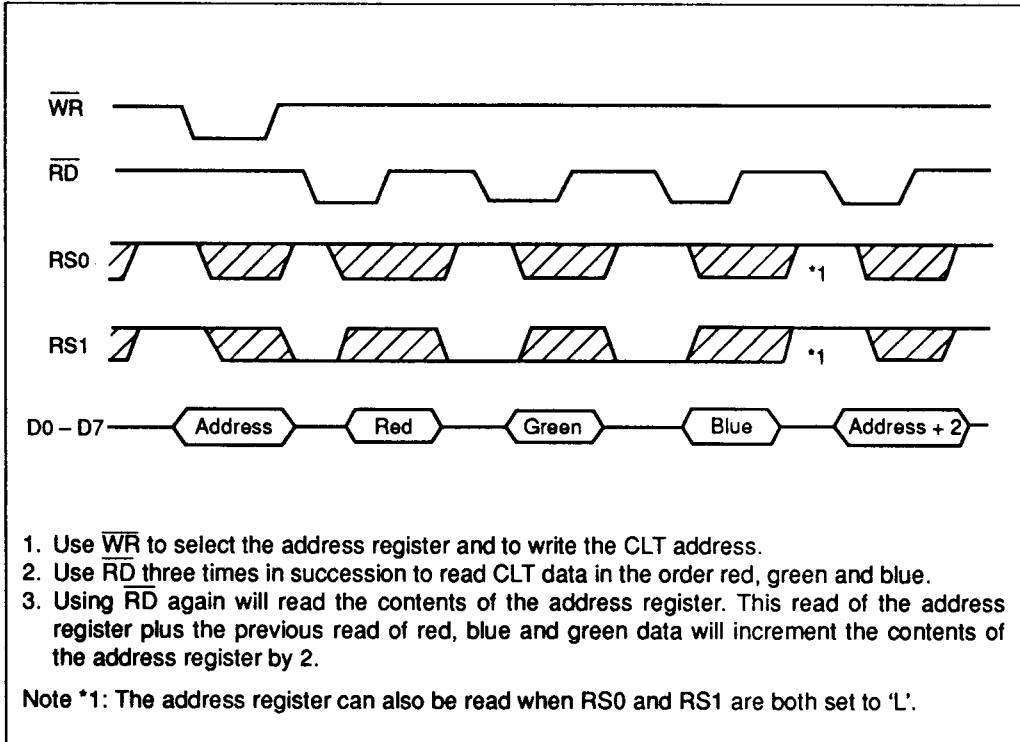 W̅R̅
R̅D̅
RS0
*1
RS1
*1
D0 – D7 Address Red Green Blue Address + 2
1. Use W̅R̅ to select the address register and to write the CLT address.
2. Use R̅D̅ three times in succession to read CLT data in the order red, green and blue.
3. Using R̅D̅ again will read the contents of the address register. This read of the address
register plus the previous read of red, blue and green data will increment the contents of
the address register by 2.
Note *1: The address register can also be read when RS0 and RS1 are both set to ‘L’.